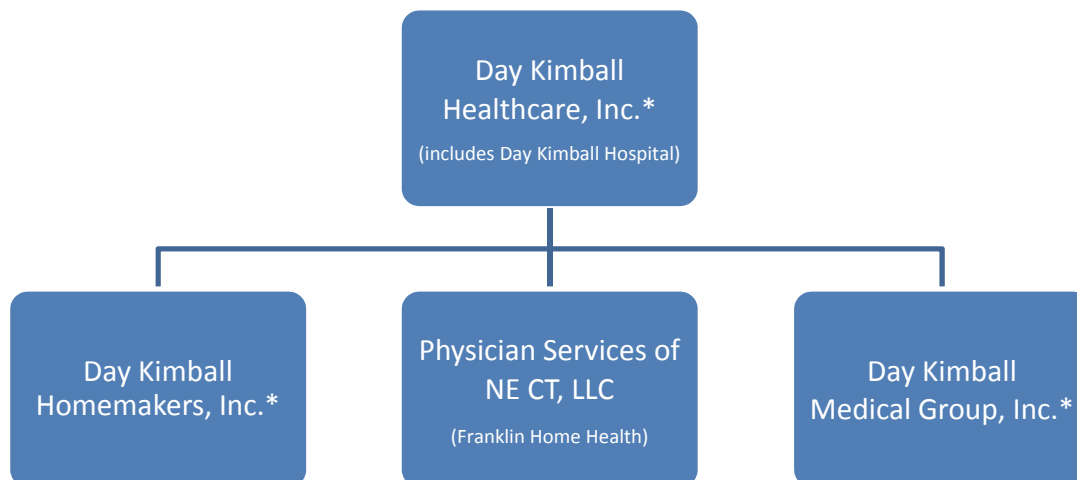 Day Kimball
Healthcare, Inc.*
(includes Day Kimball Hospital)
Day Kimball
Homemakers, Inc.*
Physician Services of
NE CT, LLC
(Franklin Home Health)
Day Kimball
Medical Group, Inc.*